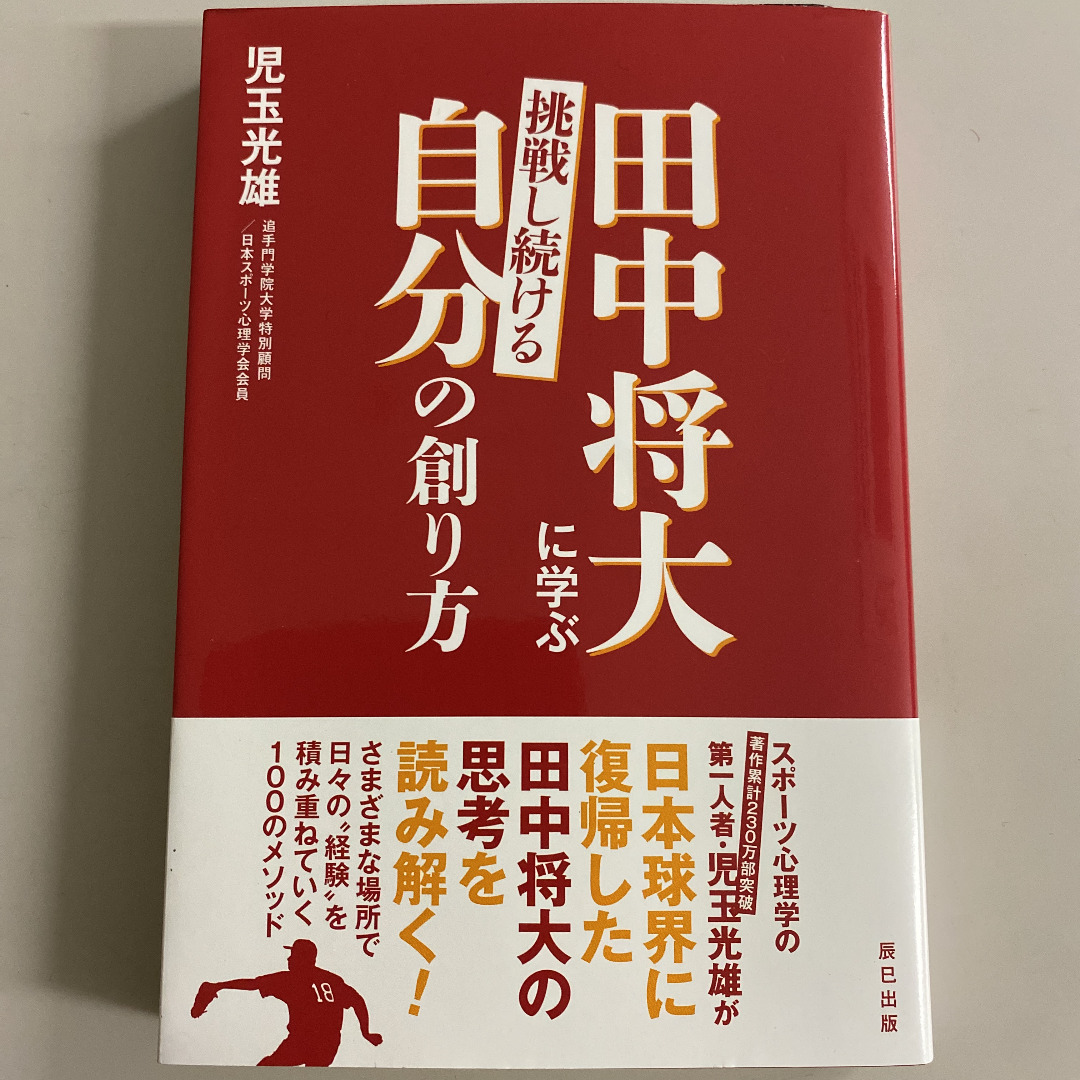 田中将大
に学ぶ
挑戦し続ける
自分の創り方
児玉光雄
追手門学院大学特別顧問
／日本スポーツ心理学会会員
スポーツ心理学の
著作累計230万部突破
第一人者・児玉光雄が
日本球界に
復帰した
田中将大の
思考を
読み解く！
さまざまな場所で
日々の〝経験〟を
積み重ねていく
100のメソッド
18
辰巳出版